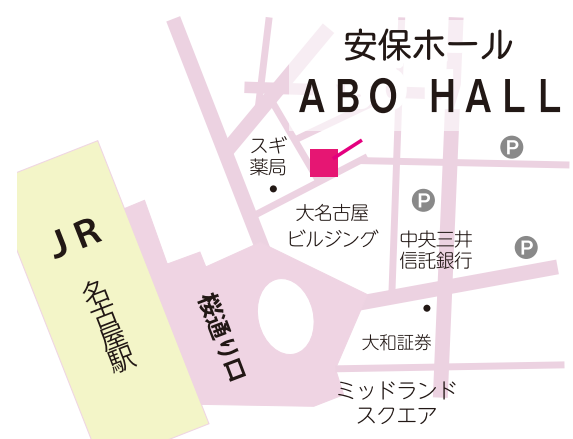 安保ホール
ABO HALL
スギ
薬局
P
P
P
大名古屋
ビルジング
中央三井
信託銀行
JR
名古屋駅
桜通り口
大和証券
ミッドランド
スクエア